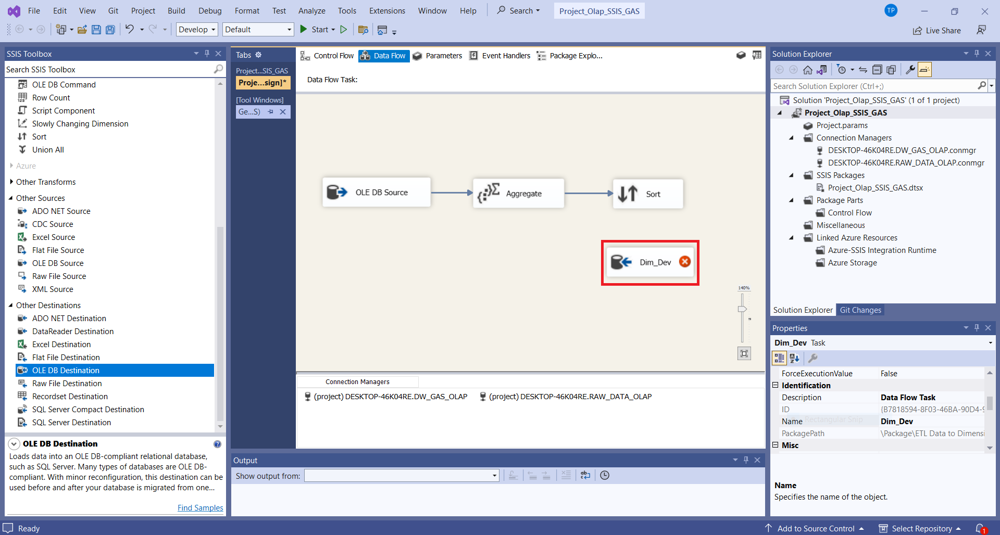 File Edit View Git Project Build Debug Format Test Analyze Tools Extensions Window Help Search Project_Olap_SSIS_GAS TP
Develop Default Start Live Share
SSIS Toolbox
Search SSIS Toolbox
OLE DB Command
Row Count
Script Component
Slowly Changing Dimension
Sort
Union All
Azure
Other Transforms
Other Sources
ADO NET Source
CDC Source
Excel Source
Flat File Source
OLE DB Source
Raw File Source
XML Source
Other Destinations
ADO NET Destination
DataReader Destination
Excel Destination
Flat File Destination
OLE DB Destination
Raw File Destination
Recordset Destination
SQL Server Compact Destination
SQL Server Destination
OLE DB Destination
Loads data into an OLE DB-compliant relational database,
such as SQL Server. Many types of databases are OLE DB-
compliant. With minor reconfiguration, this destination can be
used before and after your database is migrated from one...
Find Samples
Tabs
Project...SIS_GAS
Proje...sign]*
[Tool Windows]
Ge...S)
Control Flow Data Flow Parameters Event Handlers Package Explo...
Data Flow Task:
OLE DB Source
Aggregate
Sort
Dim_Dev
140%
Connection Managers
(project) DESKTOP-46K04RE.DW_GAS_OLAP (project) DESKTOP-46K04RE.RAW_DATA_OLAP
Output
Show output from:
Solution Explorer
Search Solution Explorer (Ctrl+;)
Solution 'Project_Olap_SSIS_GAS' (1 of 1 project)
Project_Olap_SSIS_GAS
Project.params
Connection Managers
DESKTOP-46K04RE.DW_GAS_OLAP.conmgr
DESKTOP-46K04RE.RAW_DATA_OLAP.conmgr
SSIS Packages
Project_Olap_SSIS_GAS.dtsx
Package Parts
Control Flow
Miscellaneous
Linked Azure Resources
Azure-SSIS Integration Runtime
Azure Storage
Solution Explorer Git Changes
Properties
Dim_Dev Task
ForceExecutionValue False
Identification
Description Data Flow Task
ID {B7818594-8F03-46BA-90D4-9
Rectangular Snip
Name Dim_Dev
PackagePath \Package\ETL Data to Dimensi
Misc
Name
Specifies the name of the object.
Ready Add to Source Control Select Repository 1